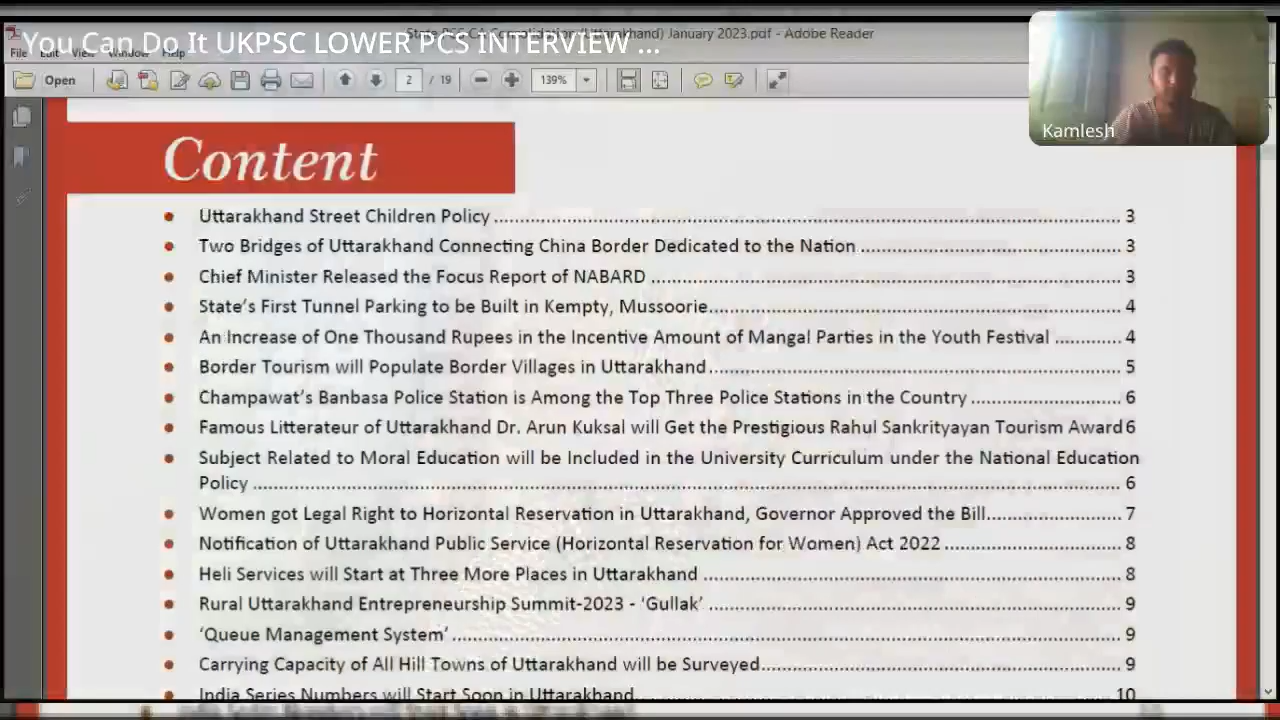 You Can Do It UKPSC LOWER PCS INTERVIEW ...
(Uttarakhand) January 2023.pdf - Adobe Reader
File Edit View Window Help
Open 2 / 19 139%
Kamlesh
Content
Uttarakhand Street Children Policy 3
Two Bridges of Uttarakhand Connecting China Border Dedicated to the Nation 3
Chief Minister Released the Focus Report of NABARD 3
State’s First Tunnel Parking to be Built in Kempty, Mussoorie 4
An Increase of One Thousand Rupees in the Incentive Amount of Mangal Parties in the Youth Festival 4
Border Tourism will Populate Border Villages in Uttarakhand 5
Champawat’s Banbasa Police Station is Among the Top Three Police Stations in the Country 6
Famous Litterateur of Uttarakhand Dr. Arun Kuksal will Get the Prestigious Rahul Sankrityayan Tourism Award 6
Subject Related to Moral Education will be Included in the University Curriculum under the National Education
Policy 6
Women got Legal Right to Horizontal Reservation in Uttarakhand, Governor Approved the Bill 7
Notification of Uttarakhand Public Service (Horizontal Reservation for Women) Act 2022 8
Heli Services will Start at Three More Places in Uttarakhand 8
Rural Uttarakhand Entrepreneurship Summit-2023 - ‘Gullak’ 9
‘Queue Management System’ 9
Carrying Capacity of All Hill Towns of Uttarakhand will be Surveyed 9
India Series Numbers will Start Soon in Uttarakhand 10